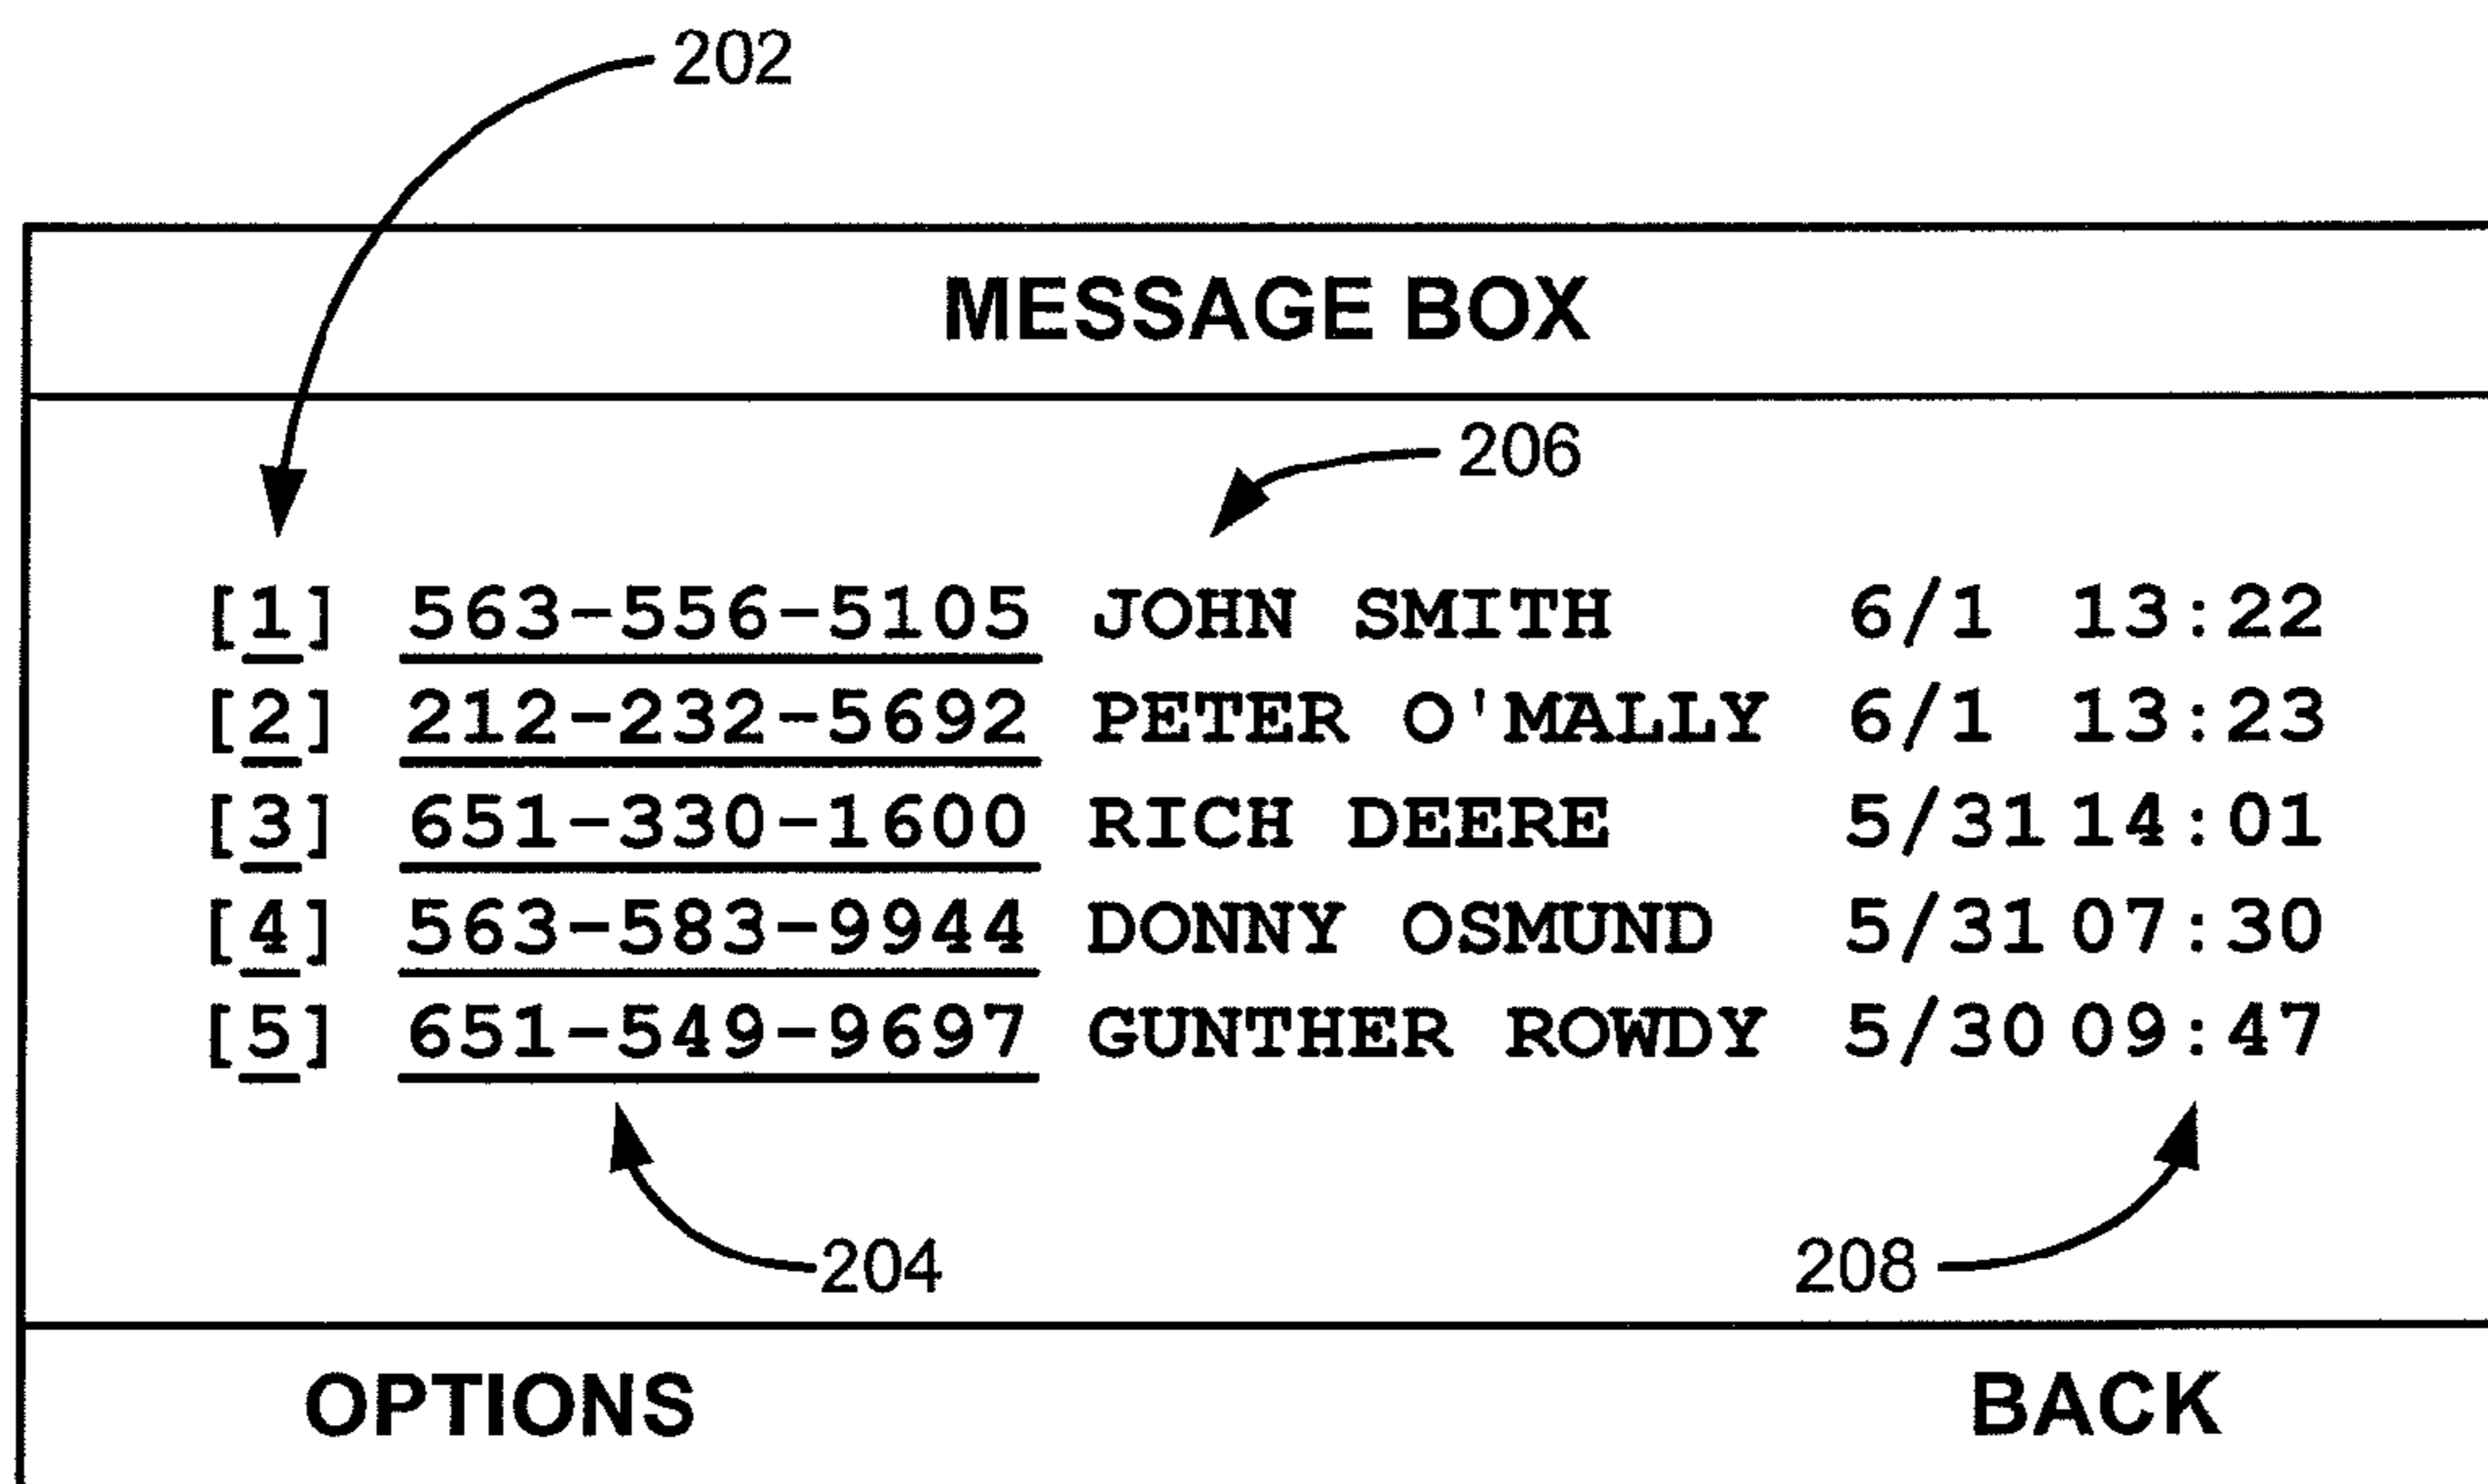 202
MESSAGE BOX
206
[1] 563-556-5105 JOHN SMITH 6/1 13:22
[2] 212-232-5692 PETER O'MALLY 6/1 13:23
[3] 651-330-1600 RICH DEERE 5/31 14:01
[4] 563-583-9944 DONNY OSMUND 5/31 07:30
[5] 651-549-9697 GUNTHER ROWDY 5/30 09:47
204 208
OPTIONS BACK